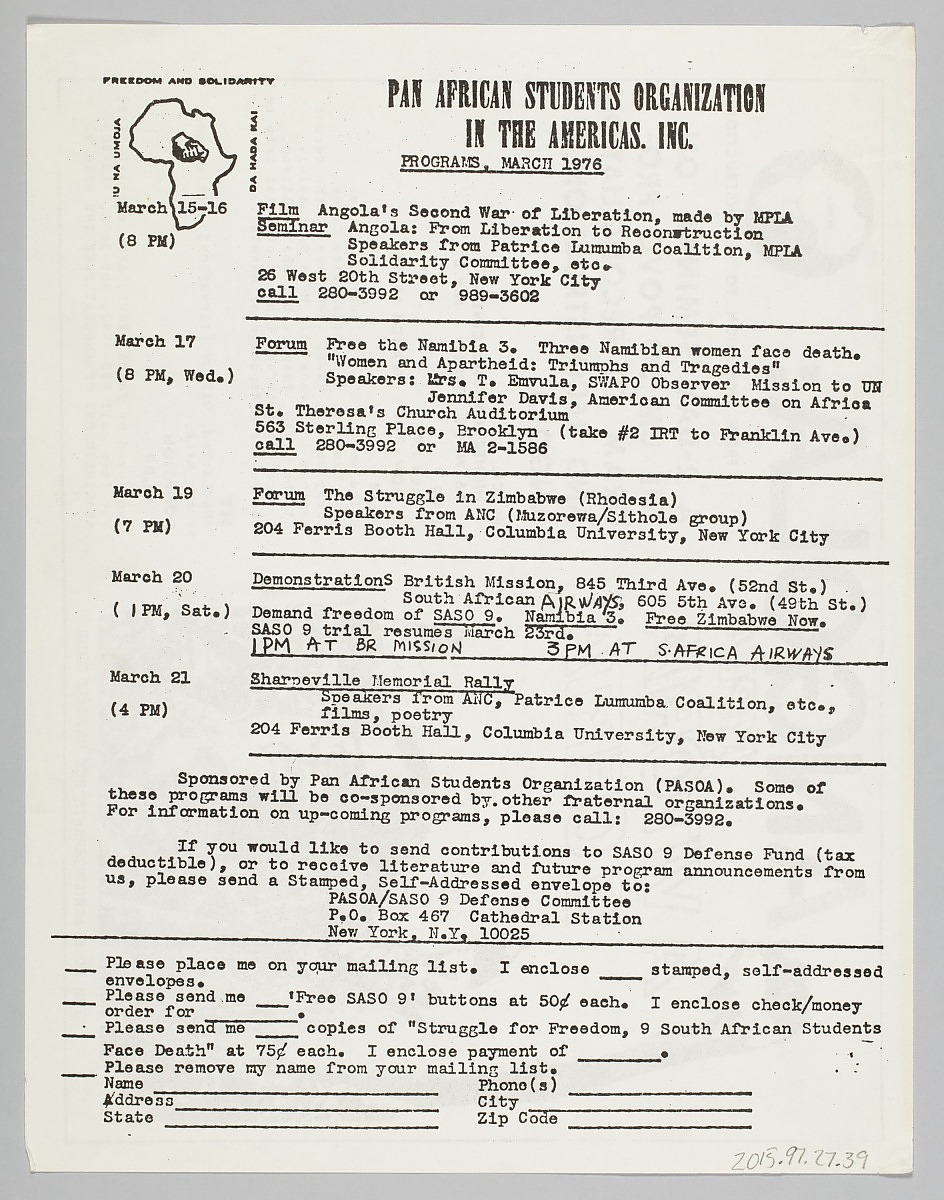 FREEDOM AND SOLIDARITY
PAN AFRICAN STUDENTS ORGANIZATION
IN THE AMERICAS. INC.
PROGRAMS, MARCH 1976
March 15-16
(8 PM)
Film Angola's Second War of Liberation, made by MPLA
Seminar Angola: From Liberation to Reconstruction
Speakers from Patrice Lumumba Coalition, MPLA
Solidarity Committee, etc.
26 West 20th Street, New York City
call 280-3992 or 989-3602
March 17
(8 PM, Wed.)
Forum Free the Namibia 3. Three Namibian women face death.
"Women and Apartheid: Triumphs and Tragedies"
Speakers: Mrs. T. Emvula, SWAPO Observer Mission to UN
Jennifer Davis, American Committee on Africa
St. Theresa's Church Auditorium
563 Sterling Place, Brooklyn (take #2 IRT to Franklin Ave.)
call 280-3992 or MA 2-1586
March 19
(7 PM)
Forum The Struggle in Zimbabwe (Rhodesia)
Speakers from ANC (Muzorewa/Sithole group)
204 Ferris Booth Hall, Columbia University, New York City
March 20
( 1PM, Sat.)
DemonstrationS British Mission, 845 Third Ave. (52nd St.)
South African AIRWAYS, 605 5th Ave. (49th St.)
Demand freedom of SASO 9. Namibia 3. Free Zimbabwe Now.
SASO 9 trial resumes March 23rd.
1PM AT BR MISSION 3PM AT S.AFRICA AIRWAYS
March 21
(4 PM)
Sharpeville Memorial Rally
Speakers from ANC, Patrice Lumumba Coalition, etc.,
films, poetry
204 Ferris Booth Hall, Columbia University, New York City
Sponsored by Pan African Students Organization (PASOA). Some of
these programs will be co-sponsored by.other fraternal organizations.
For information on up-coming programs, please call: 280-3992.
If you would like to send contributions to SASO 9 Defense Fund (tax
deductible), or to receive literature and future program announcements from
us, please send a Stamped, Self-Addressed envelope to:
PASOA/SASO 9 Defense Committee
P.O. Box 467 Cathedral Station
New York, N.Y. 10025
___ Please place me on your mailing list. I enclose ____ stamped, self-addressed
envelopes.
___ Please send me ___'Free SASO 9' buttons at 50¢ each. I enclose check/money
order for ________.
___ Please send me ____ copies of "Struggle for Freedom, 9 South African Students
Face Death" at 75¢ each. I enclose payment of ________.
___ Please remove my name from your mailing list.
Name ____ Phone(s) ____
Address ____ City ____
State ____ Zip Code ____
2015.97.27.39